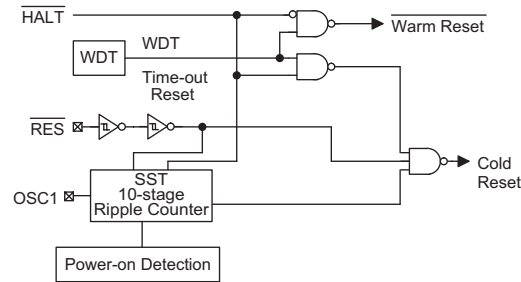 HALT
WDT
WDT
Warm Reset
Time-out
Reset
RES
Cold
Reset
OSC1
SST
10-stage
Ripple Counter
Power-on Detection